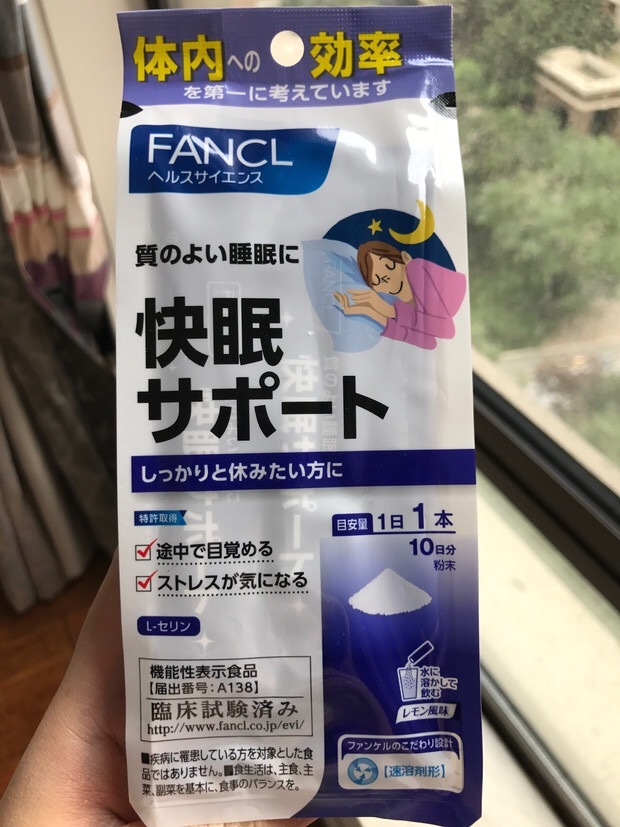 体内への効率
を第一に考えています
FANCL
ヘルスサイエンス
質のよい睡眠に
快眠
サポート
しっかりと休みたい方に
特許取得
途中で目覚める
ストレスが気になる
L-セリン
目安量 1日1本
10日分
粉末
水に
溶かして
飲む
レモン風味
ファンケルのこだわり設計
【速溶剤形】
機能性表示食品
【届出番号:A138】
臨床試験済み
http://www.fancl.co.jp/evi/
■疾病に罹患している方を対象とした食
品ではありません。■食生活は、主食、主
菜、副菜を基本に、食事のバランスを。